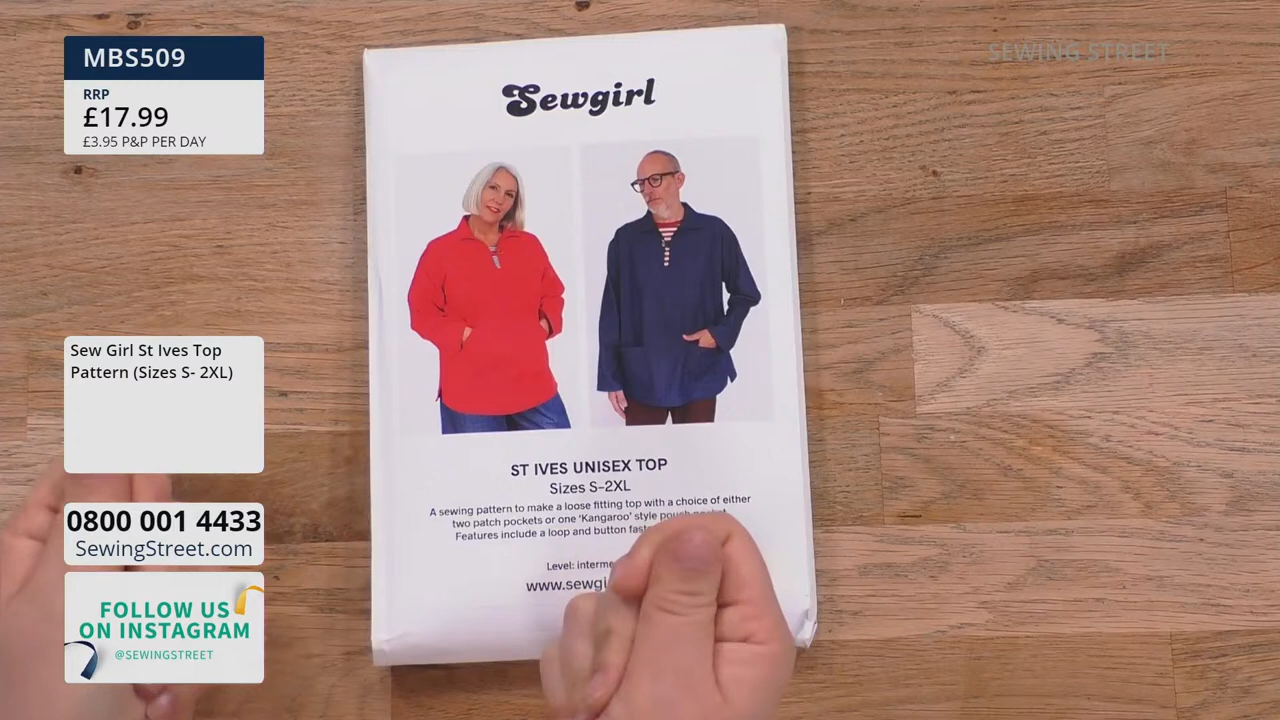 MBS509
RRP
£17.99
£3.95 P&P PER DAY
SEWING STREET
Sewgirl
Sew Girl St Ives Top
Pattern (Sizes S- 2XL)
ST IVES UNISEX TOP
Sizes S-2XL
A sewing pattern to make a loose fitting top with a choice of either
two patch pockets or one 'Kangaroo' style pouch pocket.
Features include a loop and button
Level:
0800 001 4433
SewingStreet.com
FOLLOW US
ON INSTAGRAM
@SEWINGSTREET